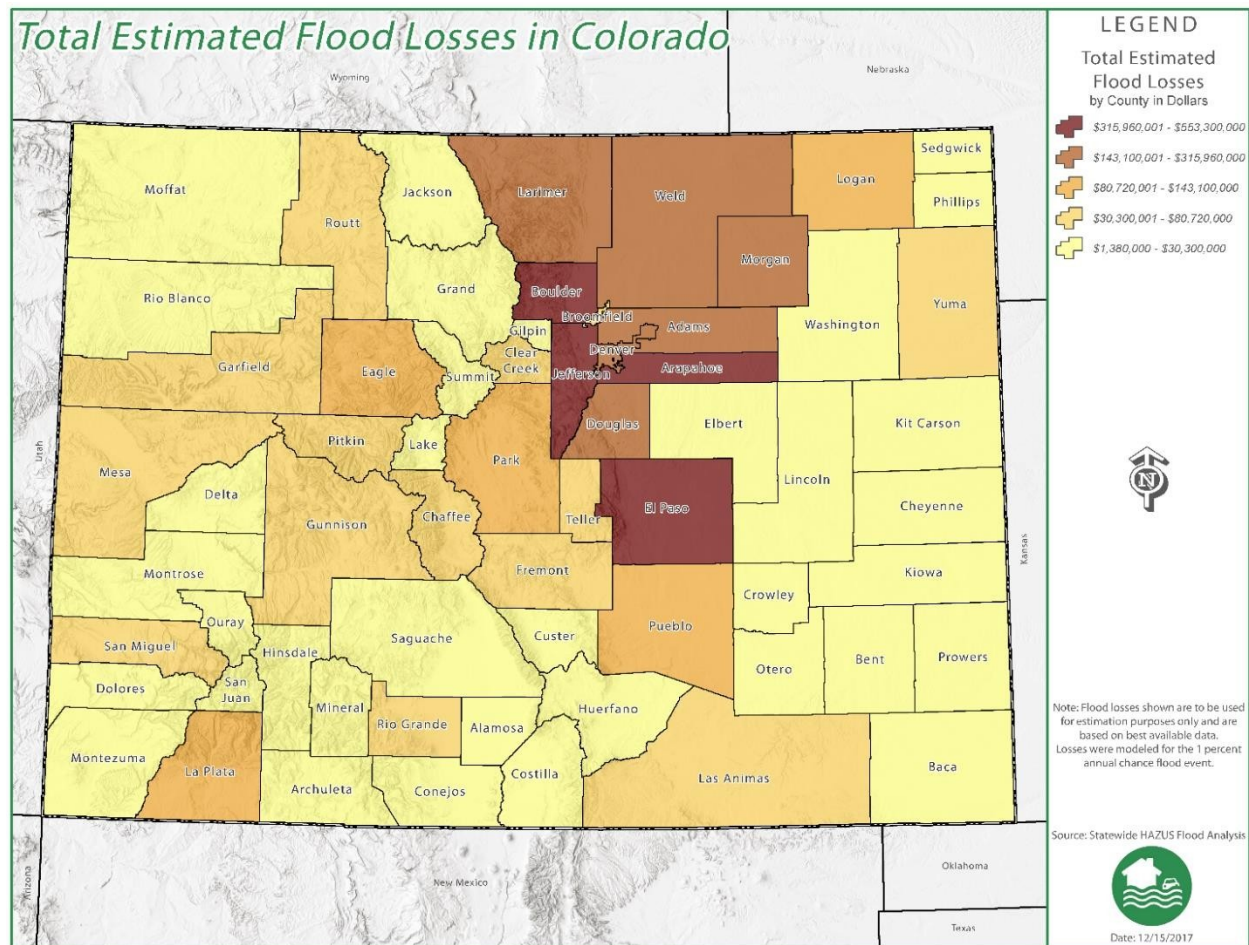 Total Estimated Flood Losses in Colorado
Wyoming
Nebraska
Sedgwick
Moffat
Jackson
Larimer
Weld
Logan
Phillips
Routt
Morgan
Grand
Rio Blanco
Boulder
Yuma
Broomfield
Gilpin
Adams
Washington
Denver
Clear
Creek
Garfield
Eagle
Summit
Jefferson
Arapahoe
Douglas
Elbert
Kit Carson
Pitkin
Lake
Utah
Mesa
Park
Lincoln
Delta
El Paso
Cheyenne
Gunnison
Chaffee
Teller
Kansas
Montrose
Fremont
Kiowa
Crowley
Ouray
Pueblo
Saguache
Custer
San Miguel
Hinsdale
Otero
Bent
Prowers
Dolores
San
Juan
Mineral
Huerfano
Rio Grande
Alamosa
Montezuma
La Plata
Costilla
Las Animas
Baca
Archuleta
Conejos
Arizona
New Mexico
Oklahoma
Texas
LEGEND
Total Estimated
Flood Losses
by County in Dollars
$315,960,001 - $553,300,000
$143,100,001 - $315,960,000
$80,720,001 - $143,100,000
$30,300,001 - $80,720,000
$1,380,000 - $30,300,000
N
Note: Flood losses shown are to be used
for estimation purposes only and are
based on best available data.
Losses were modeled for the 1 percent
annual chance flood event.
Source: Statewide HAZUS Flood Analysis
Date: 12/15/2017